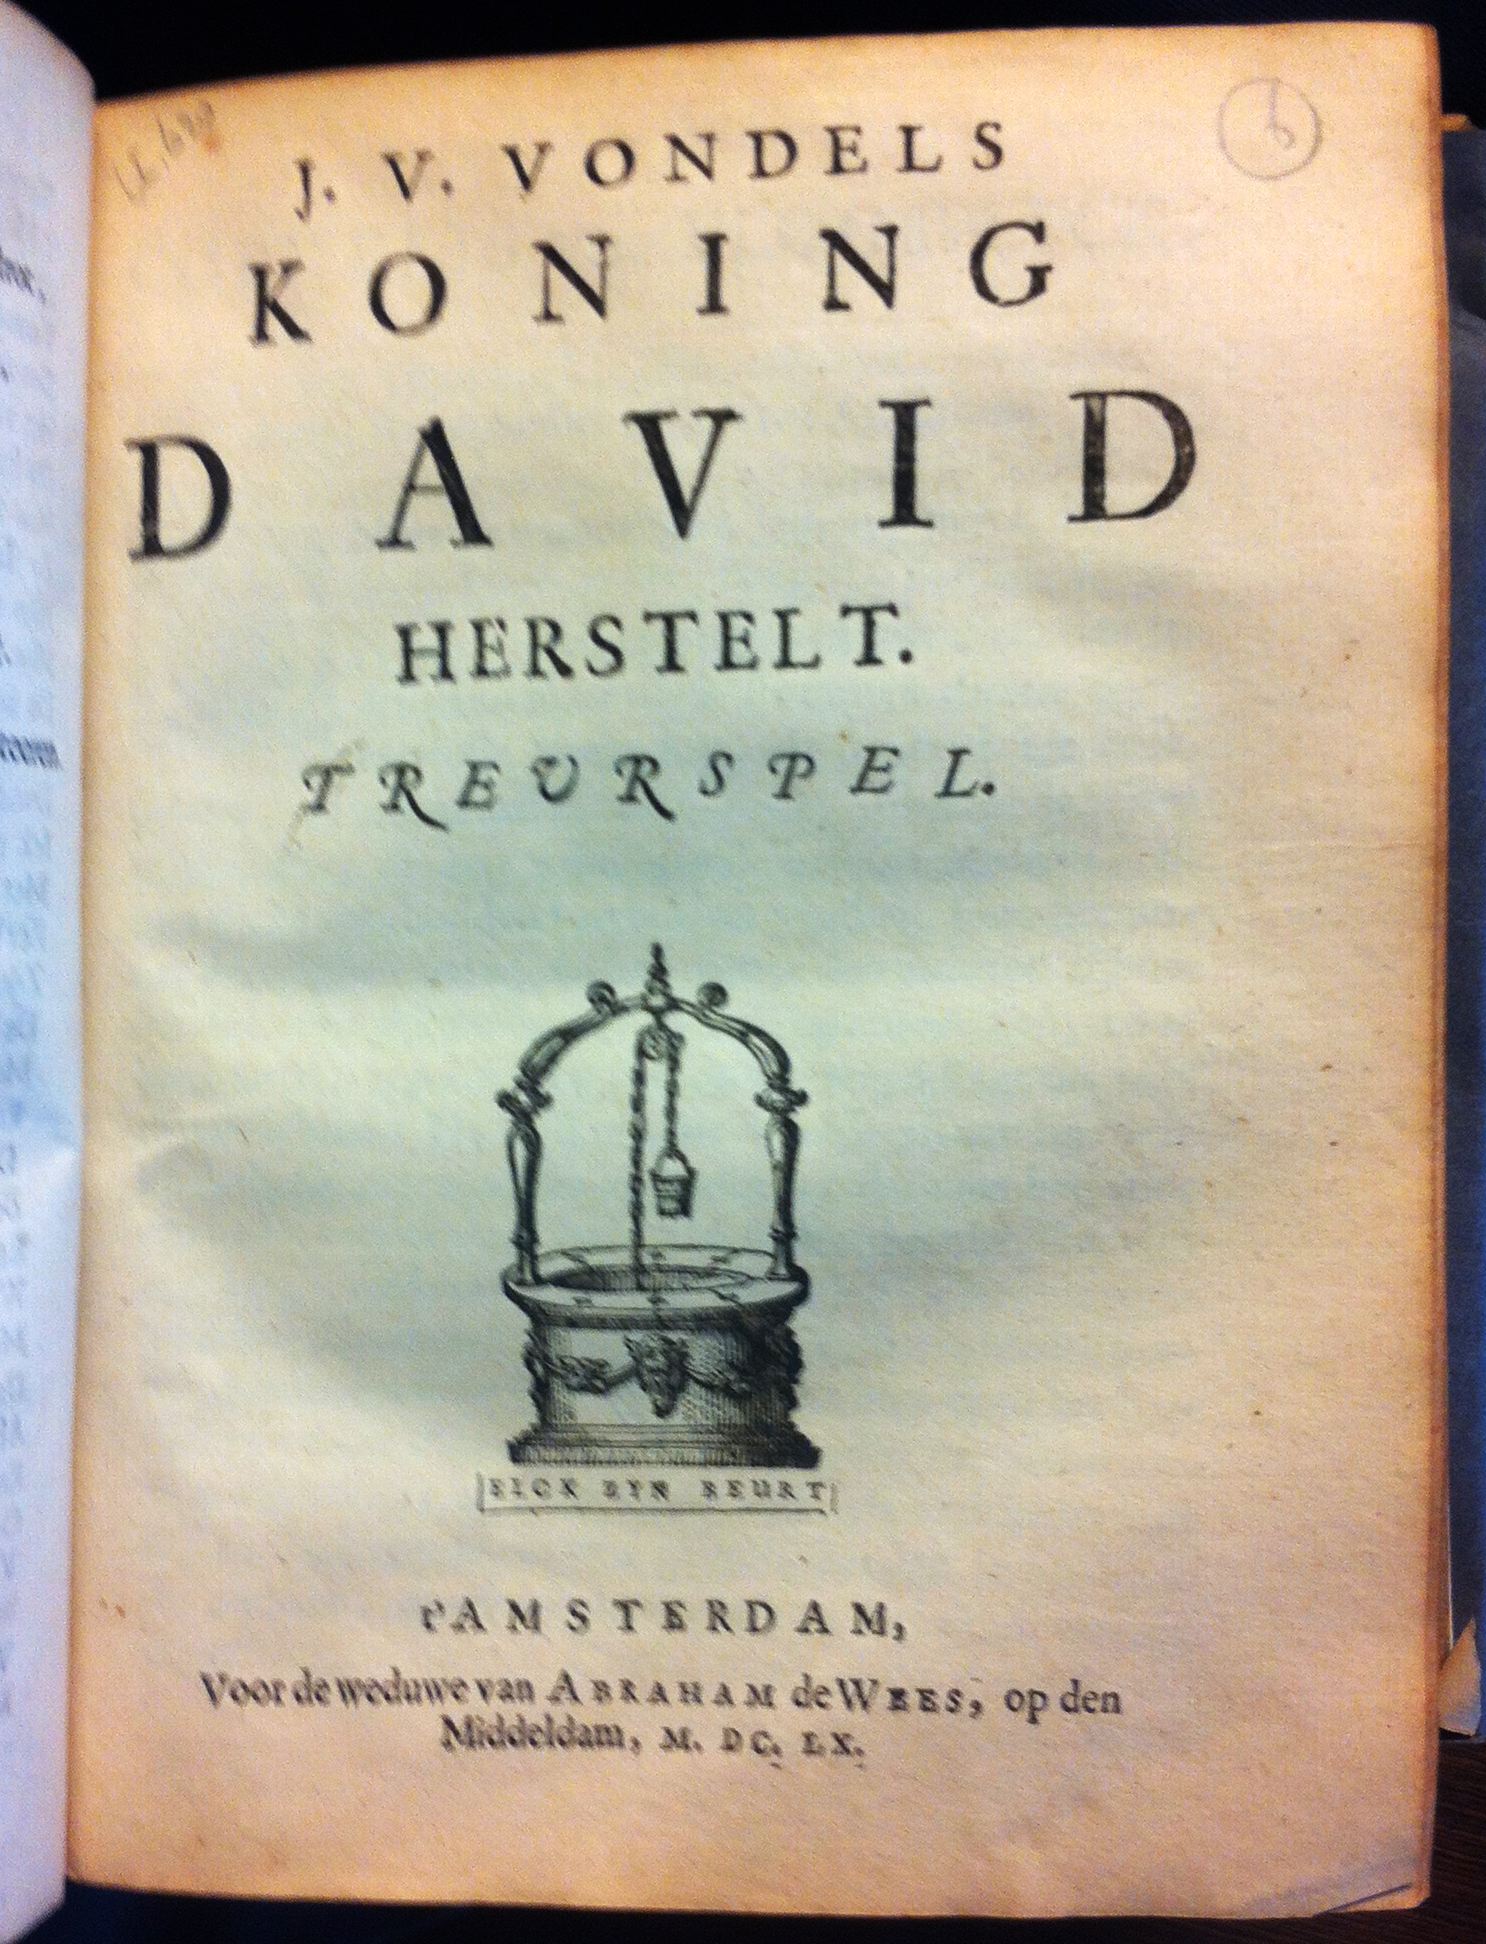 J. V. VONDELS
KONING
DAVID
HERSTELT.
TREURSPEL.
ELCK SYN BEURT
t'AMSTERDAM,
Voor de weduwe van ABRAHAM de WEES, op den
Middeldam, M. DC. LX.